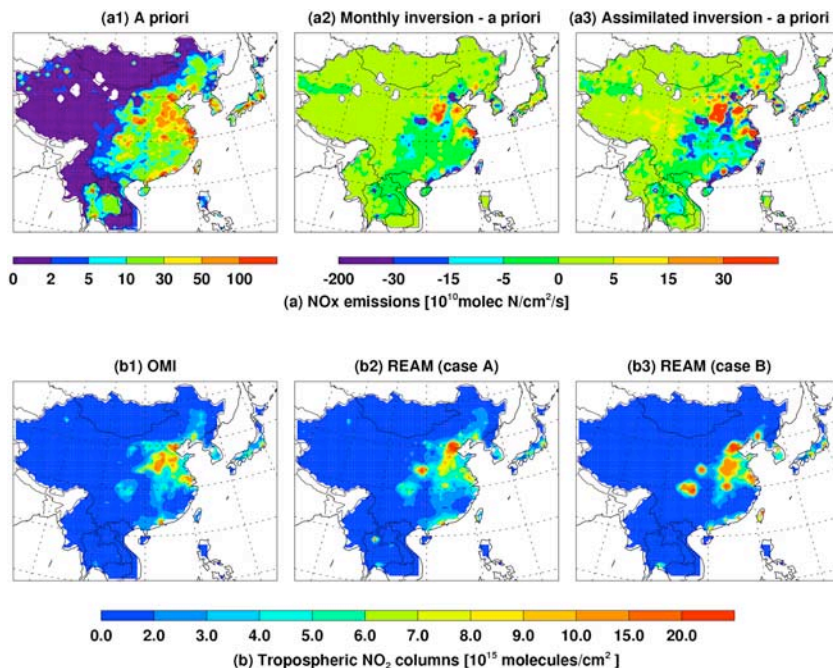 (a1) A priori
(a2) Monthly inversion - a priori
(a3) Assimilated inversion - a priori
0 2 5 10 30 50 100
-200 -30 -15 -5 0 5 15 30
(a) NOx emissions [10¹⁰molec N/cm²/s]
(b1) OMI
(b2) REAM (case A)
(b3) REAM (case B)
0.0 2.0 3.0 4.0 5.0 6.0 7.0 8.0 9.0 10.0 15.0 20.0
(b) Tropospheric NO₂ columns [10¹⁵ molecules/cm² ]